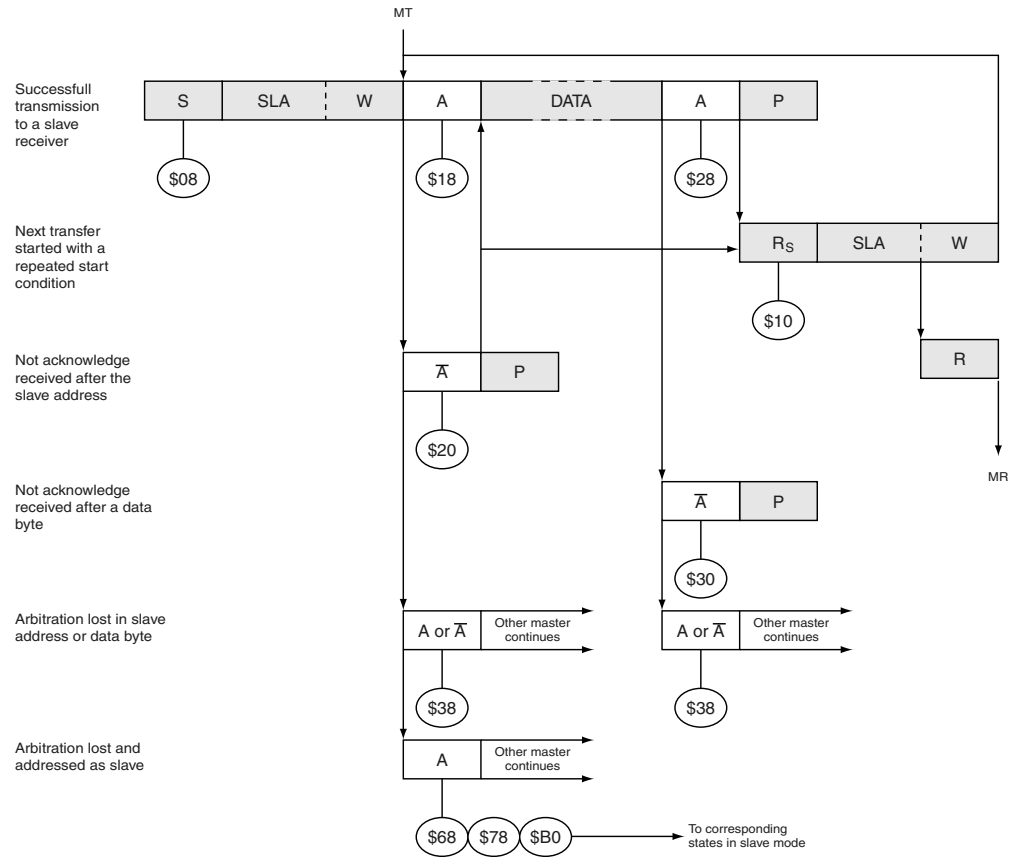 MT
Successfull
transmission
to a slave
receiver
S SLA W A DATA A P
$08 $18 $28
Next transfer
started with a
repeated start
condition
RS SLA W
$10
Not acknowledge
received after the
slave address
A̅ P
R
$20
MR
Not acknowledge
received after a data
byte
A̅ P
$30
Arbitration lost in slave
address or data byte
A or A̅
Other master
continues
A or A̅
Other master
continues
$38 $38
Arbitration lost and
addressed as slave
A
Other master
continues
$68 $78 $B0
To corresponding
states in slave mode